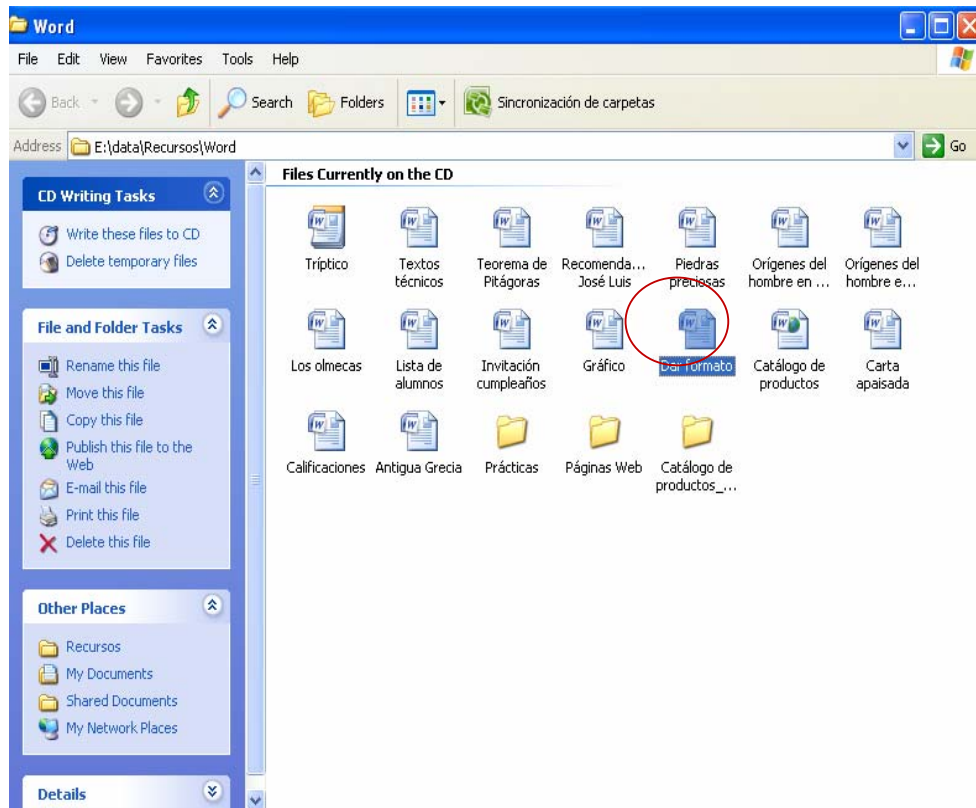 Word
File Edit View Favorites Tools Help
Back Search Folders Sincronización de carpetas
Address E:\data\Recursos\Word Go
CD Writing Tasks
Write these files to CD
Delete temporary files
File and Folder Tasks
Rename this file
Move this file
Copy this file
Publish this file to the
Web
E-mail this file
Print this file
Delete this file
Other Places
Recursos
My Documents
Shared Documents
My Network Places
Details
Files Currently on the CD
Tríptico
Textos
técnicos
Teorema de
Pitágoras
Recomenda...
José Luis
Piedras
preciosas
Orígenes del
hombre en ...
Orígenes del
hombre e...
Los olmecas
Lista de
alumnos
Invitación
cumpleaños
Gráfico
Dar formato
Catálogo de
productos
Carta
apaisada
Calificaciones
Antigua Grecia
Prácticas
Páginas Web
Catálogo de
productos_...